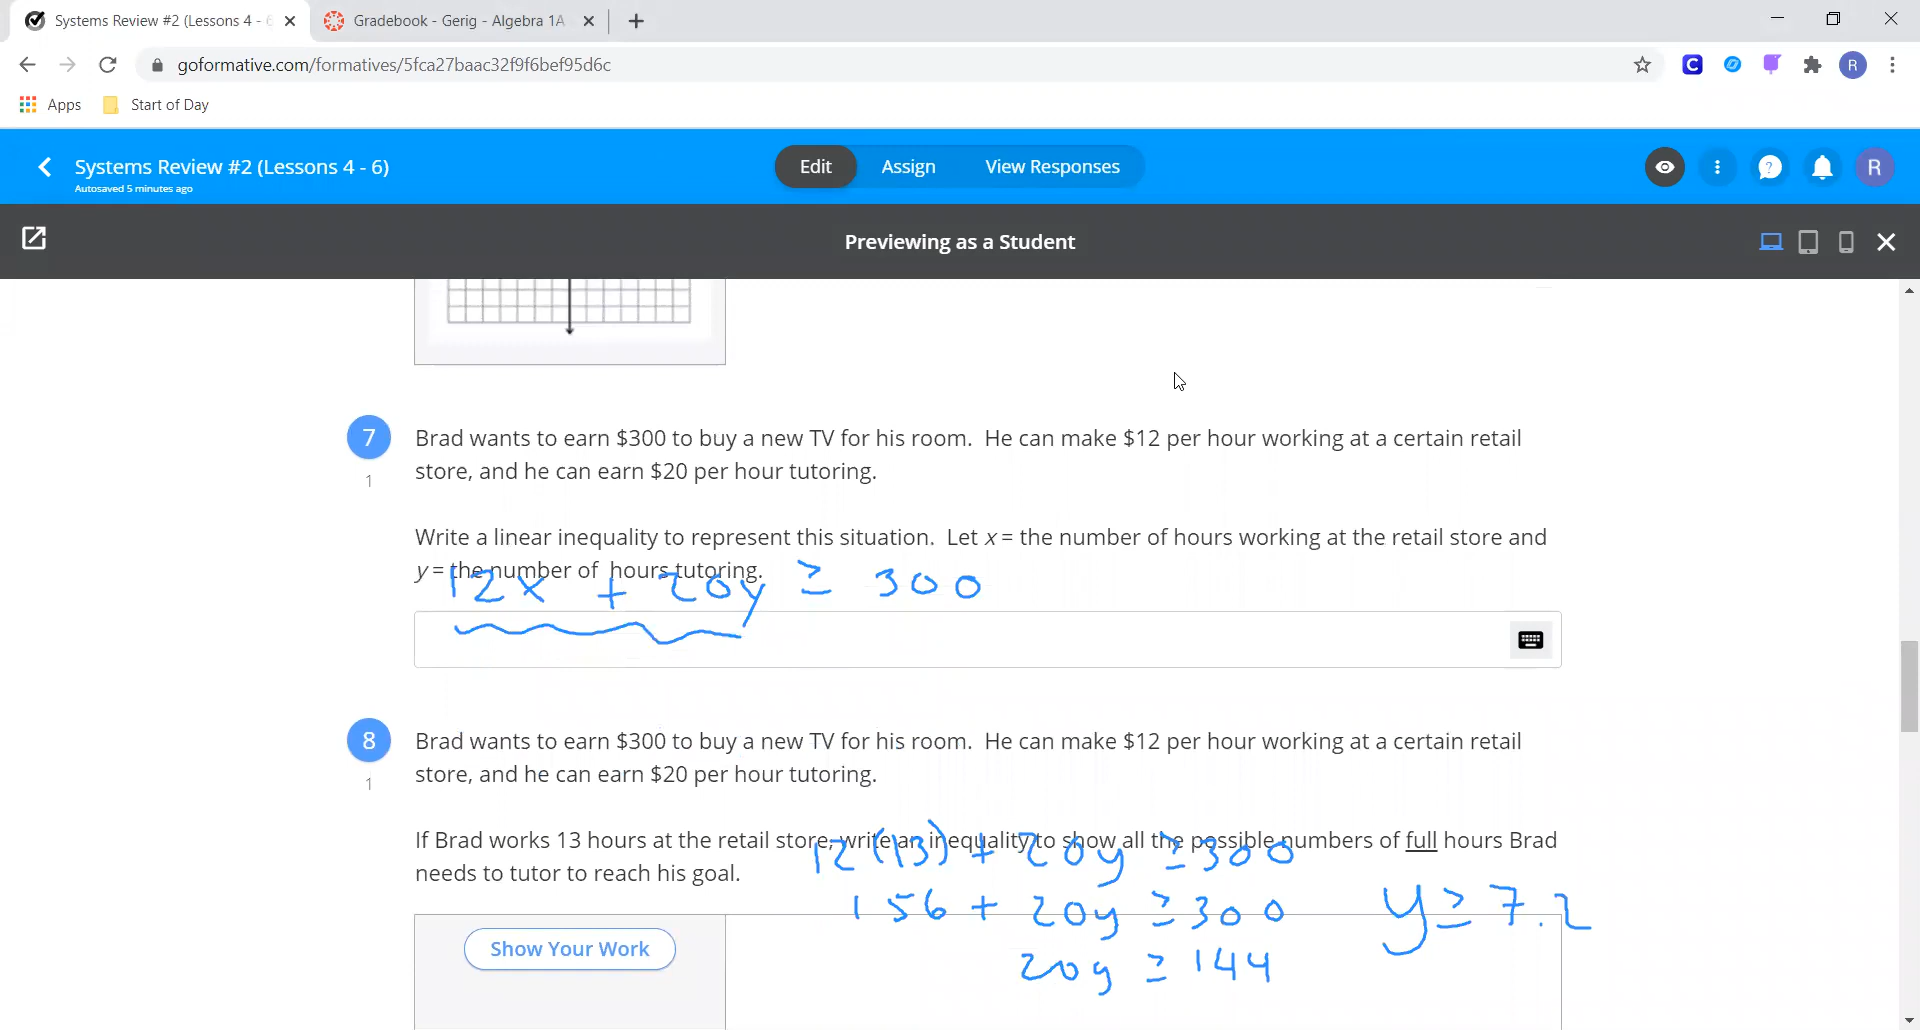 Systems Review #2 (Lessons 4 - 6
Gradebook - Gerig - Algebra 1A
goformative.com/formatives/5fca27baac32f9f6bef95d6c
C
R
Apps
Start of Day
Systems Review #2 (Lessons 4 - 6)
Autosaved 5 minutes ago
Edit
Assign
View Responses
?
R
Previewing as a Student
7
1
Brad wants to earn $300 to buy a new TV for his room. He can make $12 per hour working at a certain retail
store, and he can earn $20 per hour tutoring.
Write a linear inequality to represent this situation. Let x = the number of hours working at the retail store and
y = the number of hours tutoring.
12x + 20y ≥ 300
8
1
Brad wants to earn $300 to buy a new TV for his room. He can make $12 per hour working at a certain retail
store, and he can earn $20 per hour tutoring.
If Brad works 13 hours at the retail store, write an inequality to show all the possible numbers of full hours Brad
needs to tutor to reach his goal.
12(13) + 20y ≥ 300
156 + 20y ≥ 300
y ≥ 7.2
Show Your Work
20y ≥ 144